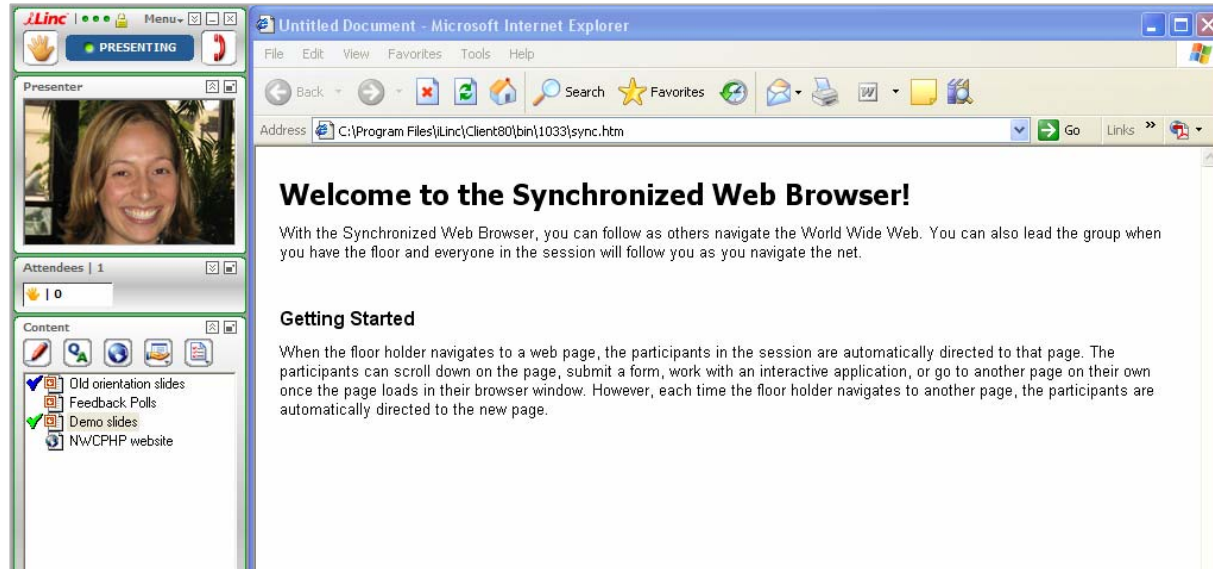 iLinc Menu
PRESENTING
Presenter
Attendees | 1
| 0
Content
Old orientation slides
Feedback Polls
Demo slides
NWCPHP website
Untitled Document - Microsoft Internet Explorer
File Edit View Favorites Tools Help
Back Search Favorites
Address C:\Program Files\iLinc\Client80\bin\1033\sync.htm Go Links »
Welcome to the Synchronized Web Browser!
With the Synchronized Web Browser, you can follow as others navigate the World Wide Web. You can also lead the group when
you have the floor and everyone in the session will follow you as you navigate the net.
Getting Started
When the floor holder navigates to a web page, the participants in the session are automatically directed to that page. The
participants can scroll down on the page, submit a form, work with an interactive application, or go to another page on their own
once the page loads in their browser window. However, each time the floor holder navigates to another page, the participants are
automatically directed to the new page.